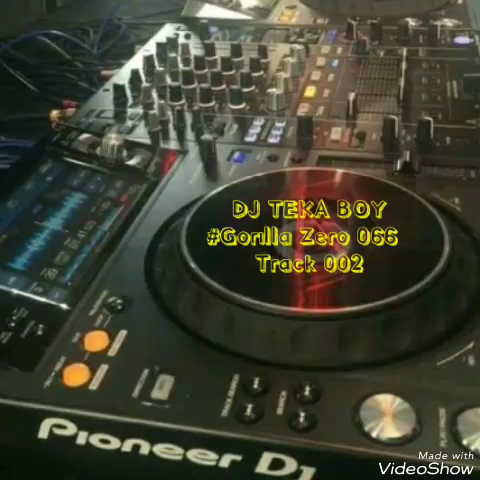 DJ TEKA BOY
#Gorilla Zero 066
Track 002
Pioneer DJ
Made with
VideoShow